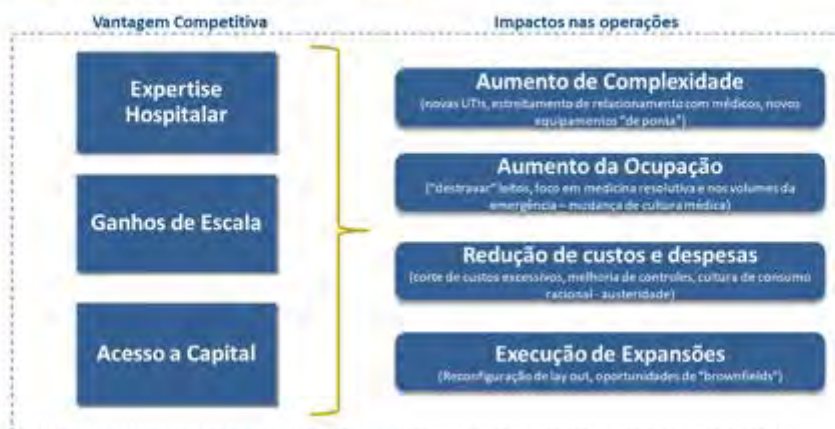 Vantagem Competitiva
Expertise
Hospitalar
Ganhos de Escala
Acesso a Capital
Impactos nas operações
Aumento de Complexidade
(novas UTIs, estreitamento de relacionamento com médicos, novos
equipamentos "de ponta")
Aumento da Ocupação
("destravar" leitos, foco em medicina resolutiva e nos volumes da
emergência – mudança de cultura médica)
Redução de custos e despesas
(corte de custos excessivos, melhoria de controles, cultura de consumo
racional - austeridade)
Execução de Expansões
(Reconfiguração de lay out, oportunidades de "brownfields")